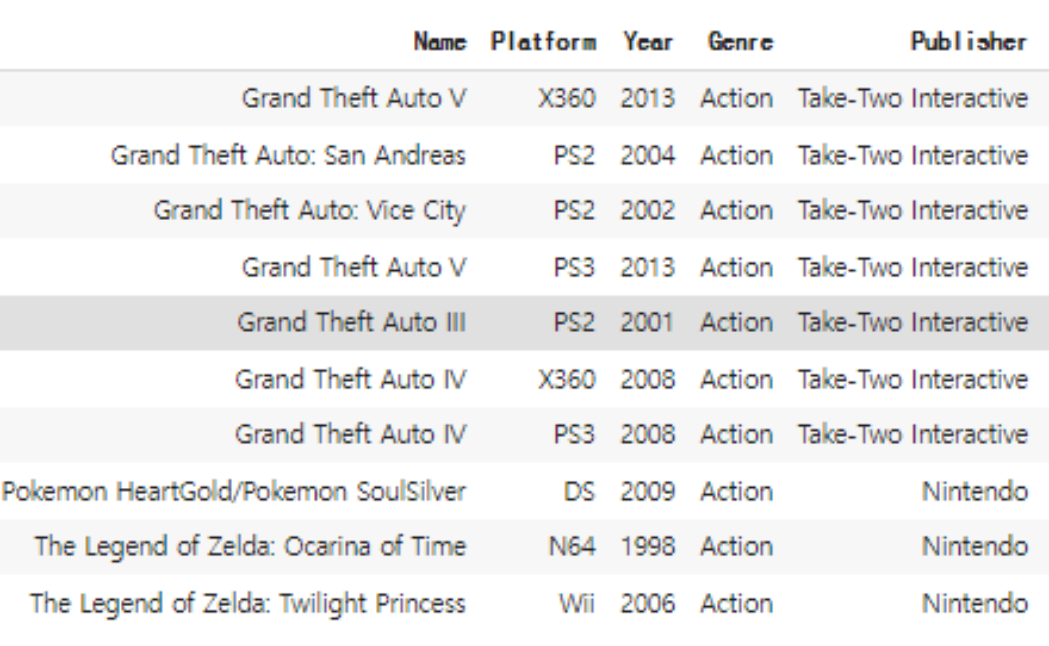 Name Platform Year Genre Publisher
Grand Theft Auto V X360 2013 Action Take-Two Interactive
Grand Theft Auto: San Andreas PS2 2004 Action Take-Two Interactive
Grand Theft Auto: Vice City PS2 2002 Action Take-Two Interactive
Grand Theft Auto V PS3 2013 Action Take-Two Interactive
Grand Theft Auto III PS2 2001 Action Take-Two Interactive
Grand Theft Auto IV X360 2008 Action Take-Two Interactive
Grand Theft Auto IV PS3 2008 Action Take-Two Interactive
Pokemon HeartGold/Pokemon SoulSilver DS 2009 Action Nintendo
The Legend of Zelda: Ocarina of Time N64 1998 Action Nintendo
The Legend of Zelda: Twilight Princess Wii 2006 Action Nintendo